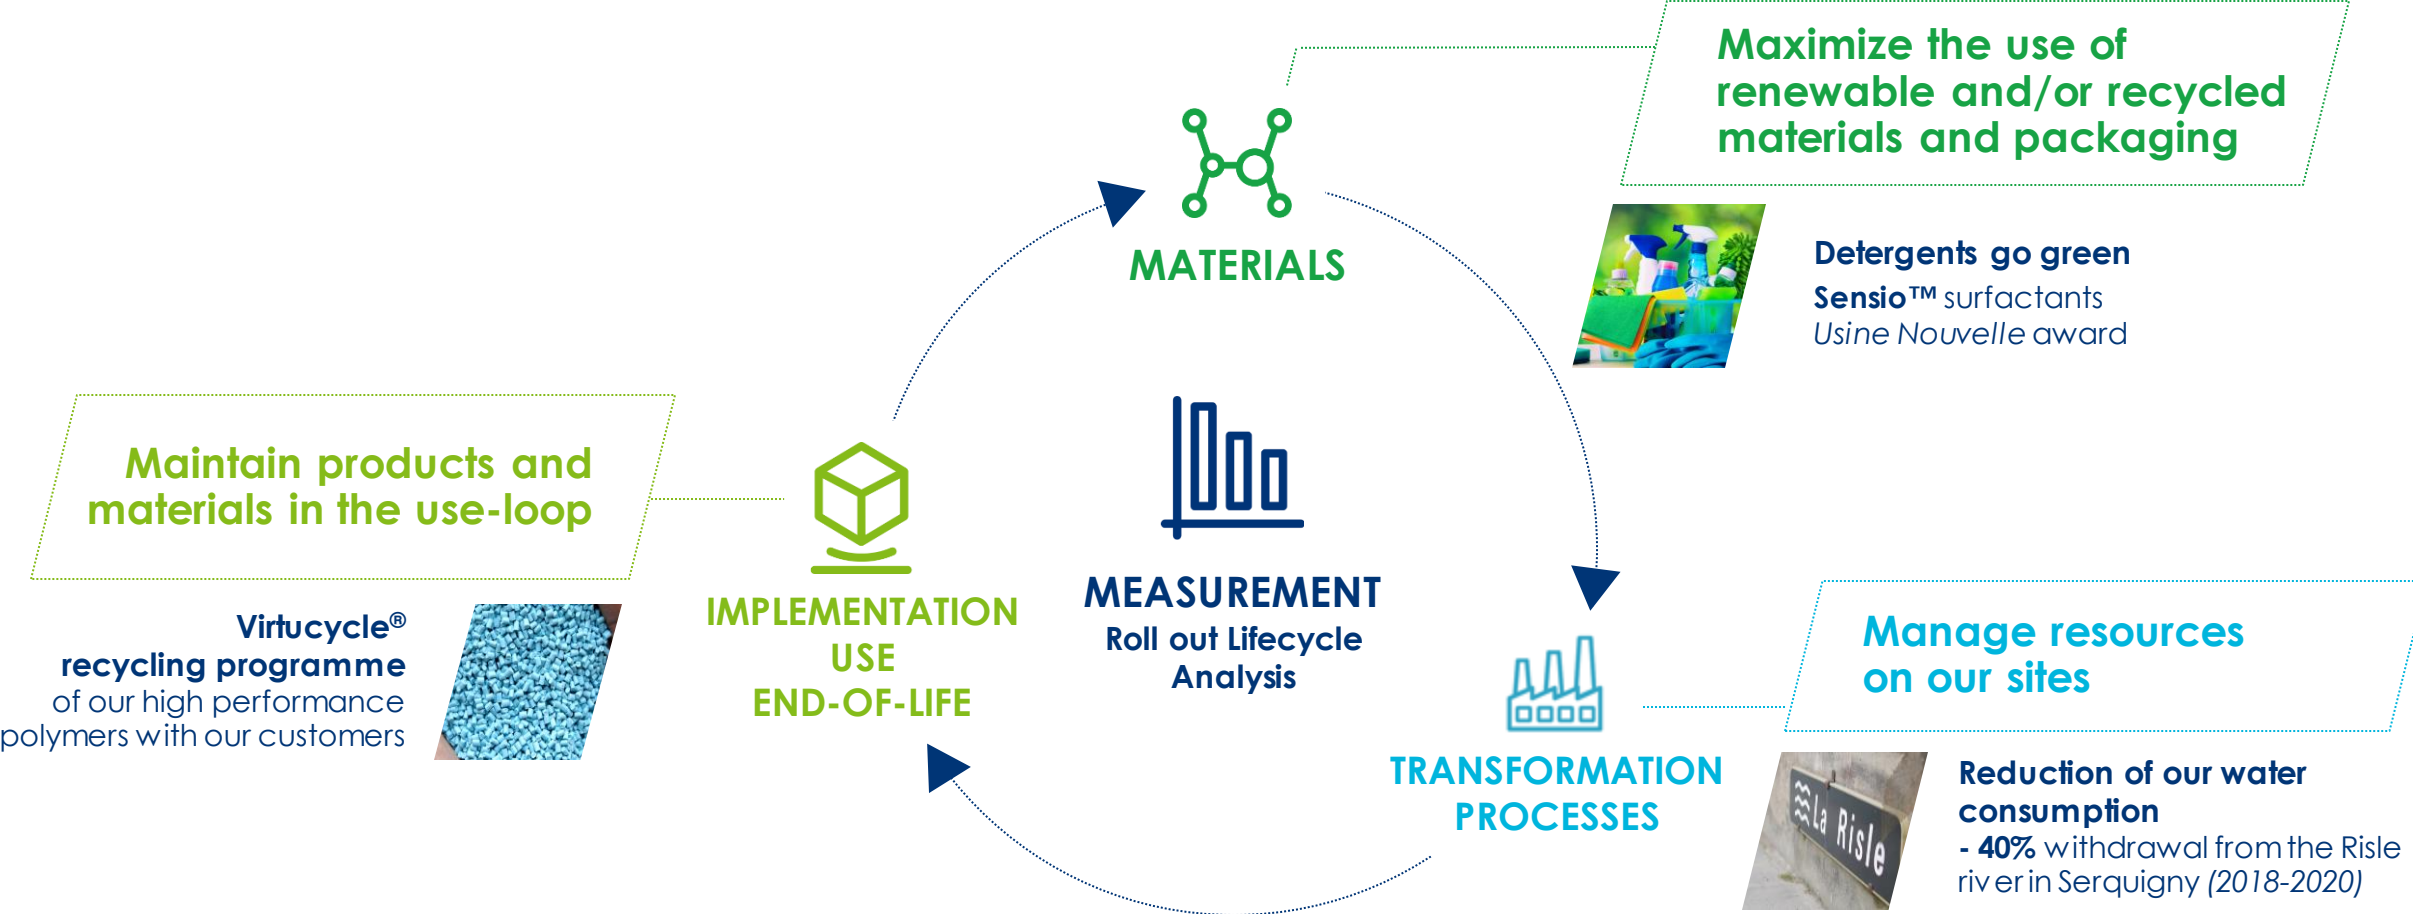 Maximize the use of
renewable and/or recycled
materials and packaging
MATERIALS
Detergents go green
Sensio™ surfactants
Usine Nouvelle award
Maintain products and
materials in the use-loop
Virtucycle®
recycling programme
of our high performance
polymers with our customers
IMPLEMENTATION
USE
END-OF-LIFE
MEASUREMENT
Roll out Lifecycle
Analysis
Manage resources
on our sites
TRANSFORMATION
PROCESSES
La Risle
Reduction of our water
consumption
- 40% withdrawal from the Risle
river in Serquigny (2018-2020)